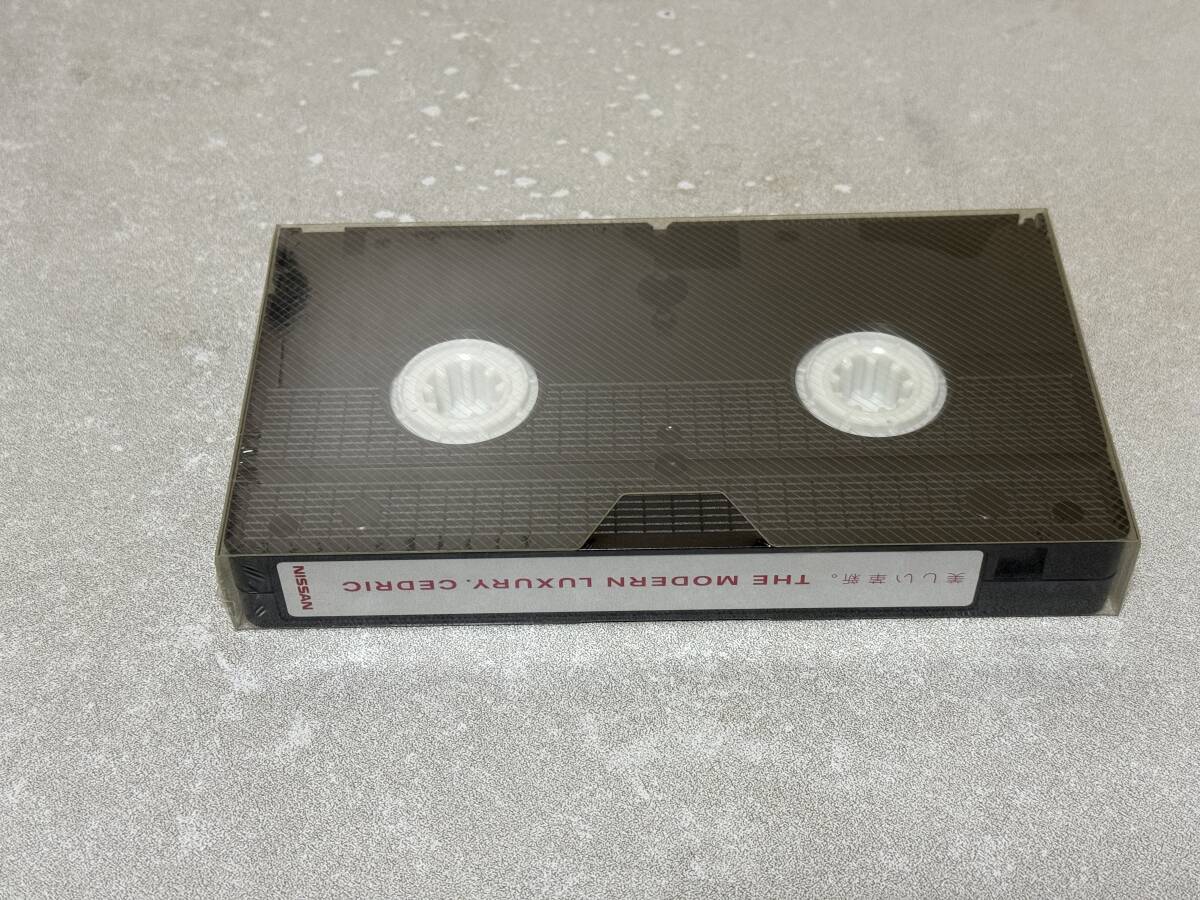 美しい革新。 THE MODERN LUXURY. CEDRIC
NISSAN